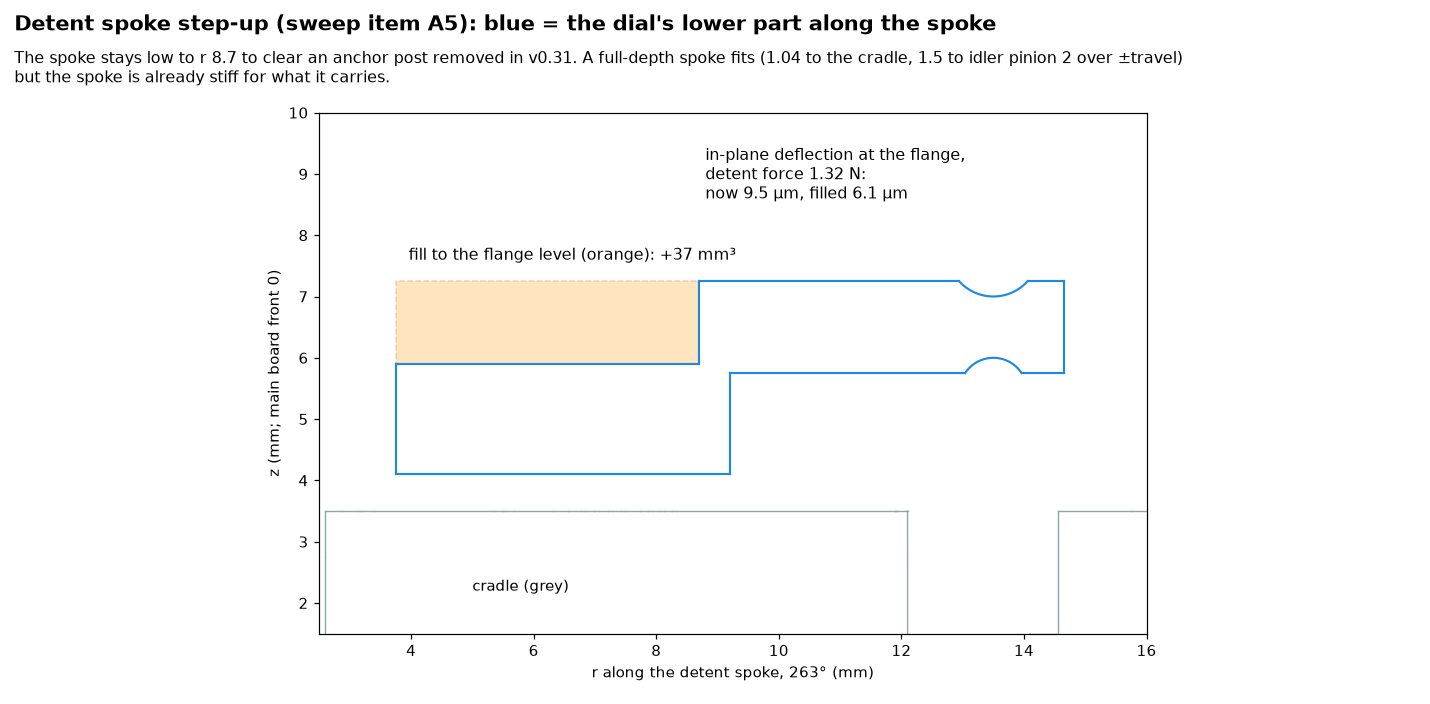 Detent spoke step-up (sweep item A5): blue = the dial's lower part along the spoke
The spoke stays low to r 8.7 to clear an anchor post removed in v0.31. A full-depth spoke fits (1.04 to the cradle, 1.5 to idler pinion 2 over ±travel)
but the spoke is already stiff for what it carries.
10
in-plane deflection at the flange,
9
detent force 1.32 N:
now 9.5 µm, filled 6.1 µm
8
fill to the flange level (orange): +37 mm³
7
6
5
4
3
2
z (mm; main board front 0)
cradle (grey)
4 6 8 10 12 14 16
r along the detent spoke, 263° (mm)